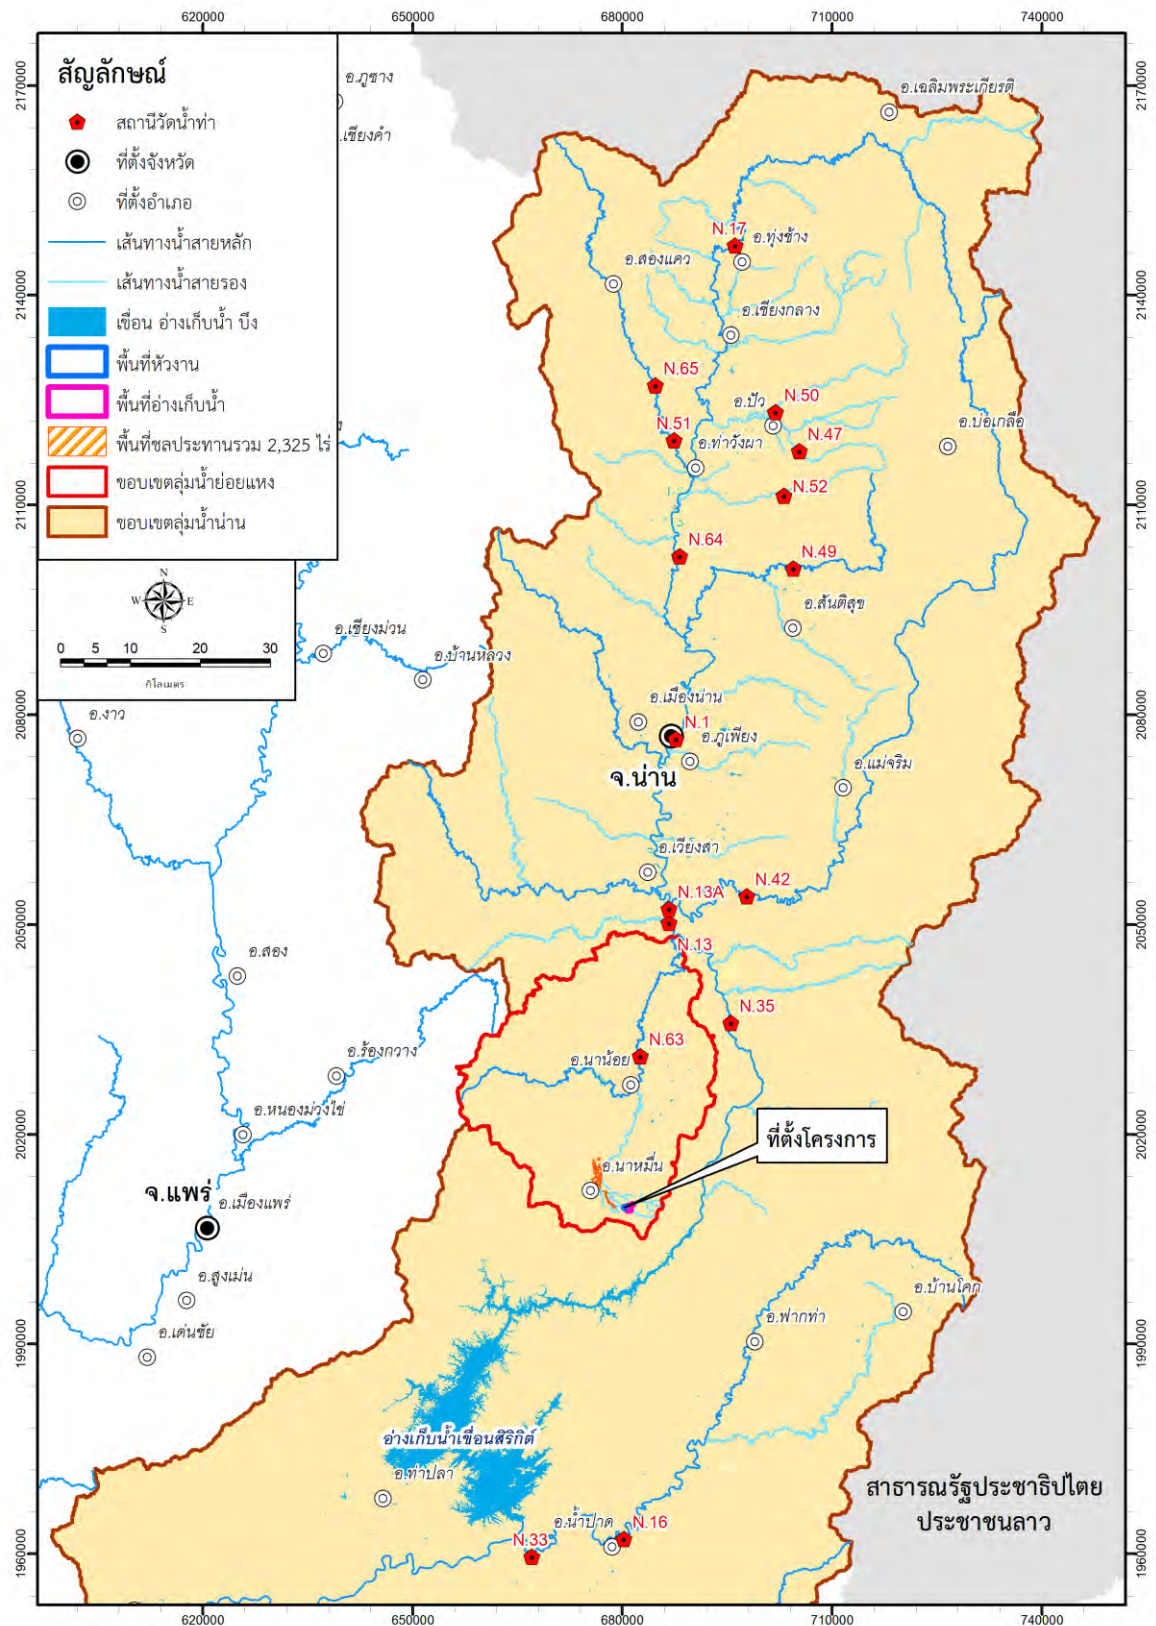 620000
650000
680000
710000
740000
สัญลักษณ์
สถานีวัดน้ำท่า
ที่ตั้งจังหวัด
ที่ตั้งอำเภอ
เส้นทางน้ำสายหลัก
เส้นทางน้ำสายรอง
เขื่อน อ่างเก็บน้ำ บึง
พื้นที่หัวงาน
พื้นที่อ่างเก็บน้ำ
พื้นที่ชลประทานรวม 2,325 ไร่
ขอบเขตลุ่มน้ำย่อยแหง
ขอบเขตลุ่มน้ำน่าน
N
W
E
S
0 5 10 20 30
กิโลเมตร
2170000
2140000
2110000
2080000
2050000
2020000
1990000
1960000
2170000
2140000
2110000
2080000
2050000
2020000
1990000
1960000
อ.ภูซาง
.เชียงคำ
อ.เฉลิมพระเกียรติ
N.17
อ.ทุ่งช้าง
อ.สองแคว
อ.เชียงกลาง
N.65
อ.ปัว
N.50
N.51
N.47
อ.บ่อเกลือ
อ.ท่าวังผา
N.52
N.64
N.49
อ.สันติสุข
อ.เชียงม่วน
อ.บ้านหลวง
อ.งาว
อ.เมืองน่าน
N.1
อ.ภูเพียง
จ.น่าน
อ.แม่จริม
อ.เวียงสา
N.42
N.13A
N.13
อ.สอง
N.35
N.63
อ.นาน้อย
อ.ร้องกวาง
อ.หนองม่วงไข่
ที่ตั้งโครงการ
อ.นาหมื่น
จ.แพร่
อ.เมืองแพร่
อ.สูงเม่น
อ.เด่นชัย
อ.บ้านโคก
อ.ฟากท่า
อ่างเก็บน้ำเขื่อนสิริกิต์
อ.ท่าปลา
สาธารณรัฐประชาธิปไตย
ประชาชนลาว
อ.น้ำปาด
N.16
N.33
620000
650000
680000
710000
740000